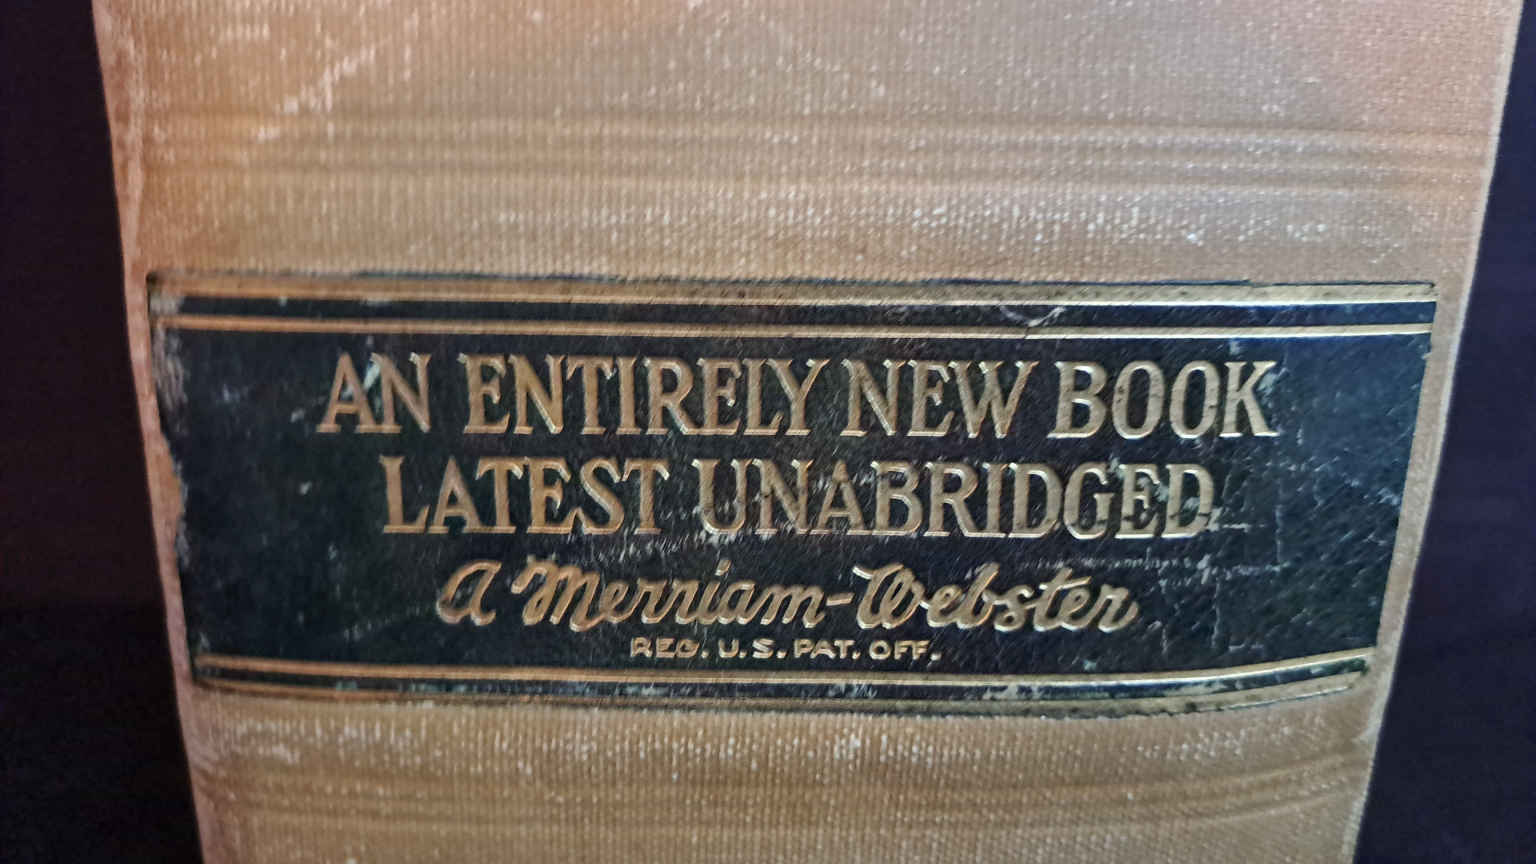 AN ENTIRELY NEW BOOK
LATEST UNABRIDGED
A Merriam-Webster
REG. U.S. PAT. OFF.